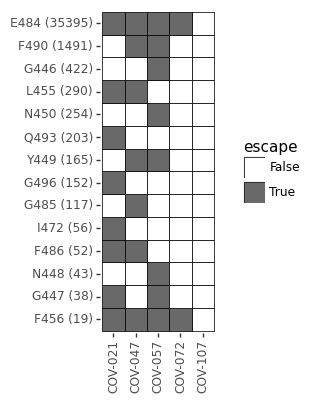 E484 (35395)
F490 (1491)
G446 (422)
L455 (290)
N450 (254)
Q493 (203)
Y449 (165)
G496 (152)
G485 (117)
I472 (56)
F486 (52)
N448 (43)
G447 (38)
F456 (19)
escape
False
True
COV-021
COV-047
COV-057
COV-072
COV-107